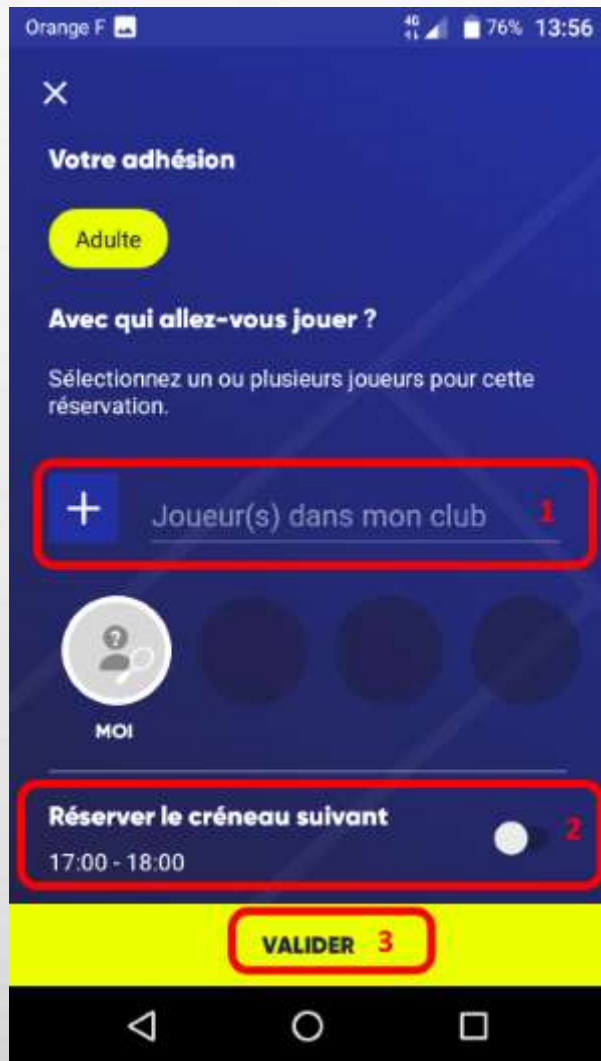 Orange F 4G 76% 13:56
Votre adhésion
Adulte
Avec qui allez-vous jouer ?
Sélectionnez un ou plusieurs joueurs pour cette
réservation.
+ Joueur(s) dans mon club 1
?
MOI
Réserver le créneau suivant
17:00 - 18:00
2
VALIDER 3